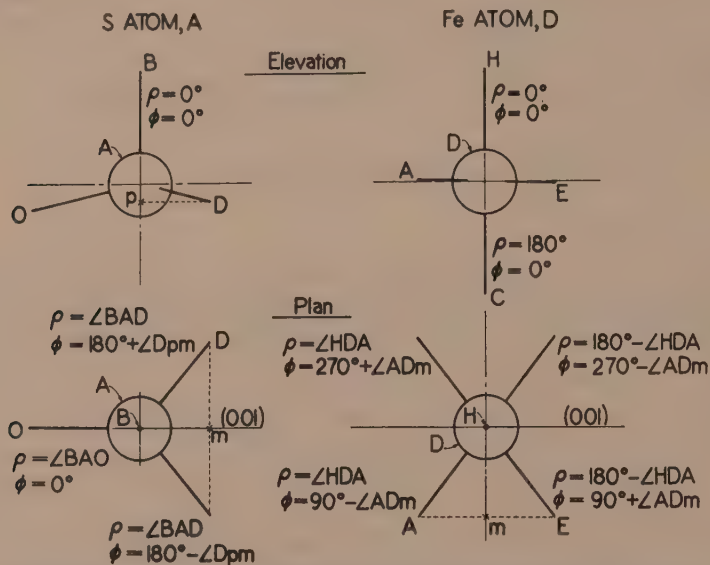 S ATOM, A
Fe ATOM, D
Elevation
B
ρ=0°
φ=0°
A
O
p
D
H
ρ=0°
φ=0°
D
A
E
ρ=180°
φ=0°
C
Plan
ρ=∠BAD
φ=180°+∠Dpm
D
A
B
O
(001)
m
ρ=∠BAO
φ=0°
ρ=∠BAD
φ=180°-∠Dpm
ρ=∠HDA
φ=270°+∠ADm
ρ=180°-∠HDA
φ=270°-∠ADm
H
D
(001)
ρ=∠HDA
φ=90°-∠ADm
ρ=180°-∠HDA
φ=90°+∠ADm
A
m
E